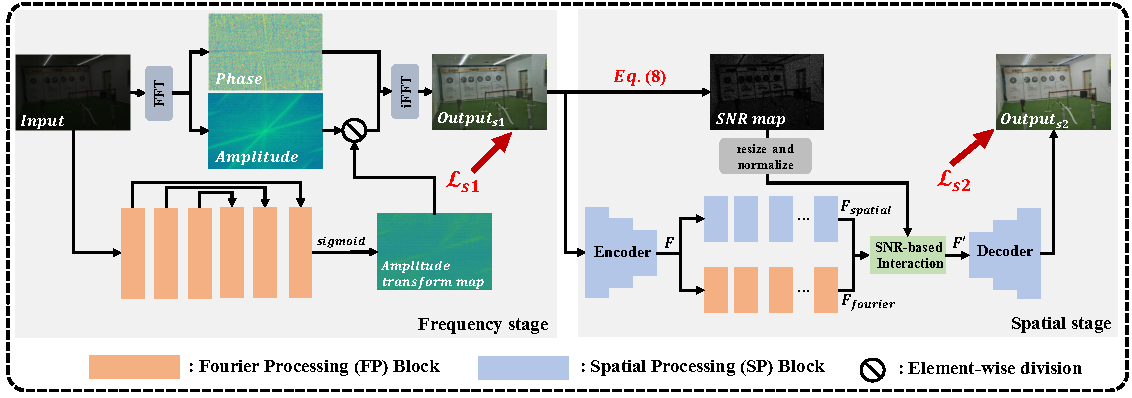 Input
FFT
Phase
Amplitude
iFFT
Output_{s1}
ℒ_{s1}
sigmoid
Amplitude
transform map
Frequency stage
Eq. (8)
SNR map
resize and
normalize
Encoder
F
F_{spatial}
F_{fourier}
SNR-based
Interaction
F'
Decoder
Output_{s2}
ℒ_{s2}
Spatial stage
: Fourier Processing (FP) Block
: Spatial Processing (SP) Block
: Element-wise division